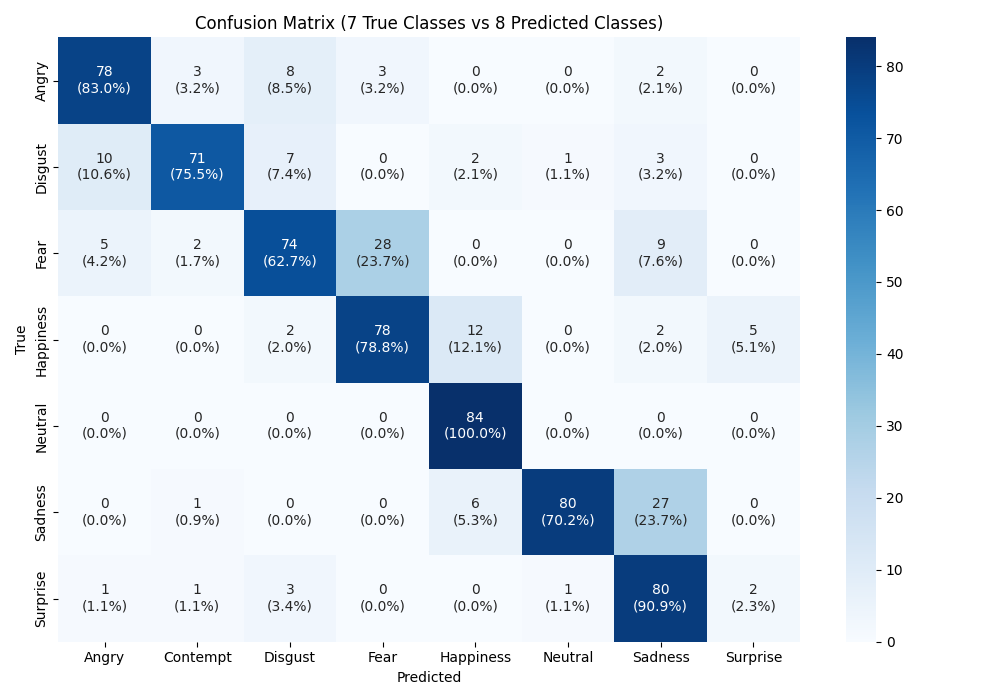 Confusion Matrix (7 True Classes vs 8 Predicted Classes)
True
Angry
78 3 8 3 0 0 2 0
(83.0%) (3.2%) (8.5%) (3.2%) (0.0%) (0.0%) (2.1%) (0.0%)
Disgust
10 71 7 0 2 1 3 0
(10.6%) (75.5%) (7.4%) (0.0%) (2.1%) (1.1%) (3.2%) (0.0%)
Fear
5 2 74 28 0 0 9 0
(4.2%) (1.7%) (62.7%) (23.7%) (0.0%) (0.0%) (7.6%) (0.0%)
Happiness
0 0 2 78 12 0 2 5
(0.0%) (0.0%) (2.0%) (78.8%) (12.1%) (0.0%) (2.0%) (5.1%)
Neutral
0 0 0 0 84 0 0 0
(0.0%) (0.0%) (0.0%) (0.0%) (100.0%) (0.0%) (0.0%) (0.0%)
Sadness
0 1 0 0 6 80 27 0
(0.0%) (0.9%) (0.0%) (0.0%) (5.3%) (70.2%) (23.7%) (0.0%)
Surprise
1 1 3 0 0 1 80 2
(1.1%) (1.1%) (3.4%) (0.0%) (0.0%) (1.1%) (90.9%) (2.3%)
Angry Contempt Disgust Fear Happiness Neutral Sadness Surprise
Predicted
80
70
60
50
40
30
20
10
0